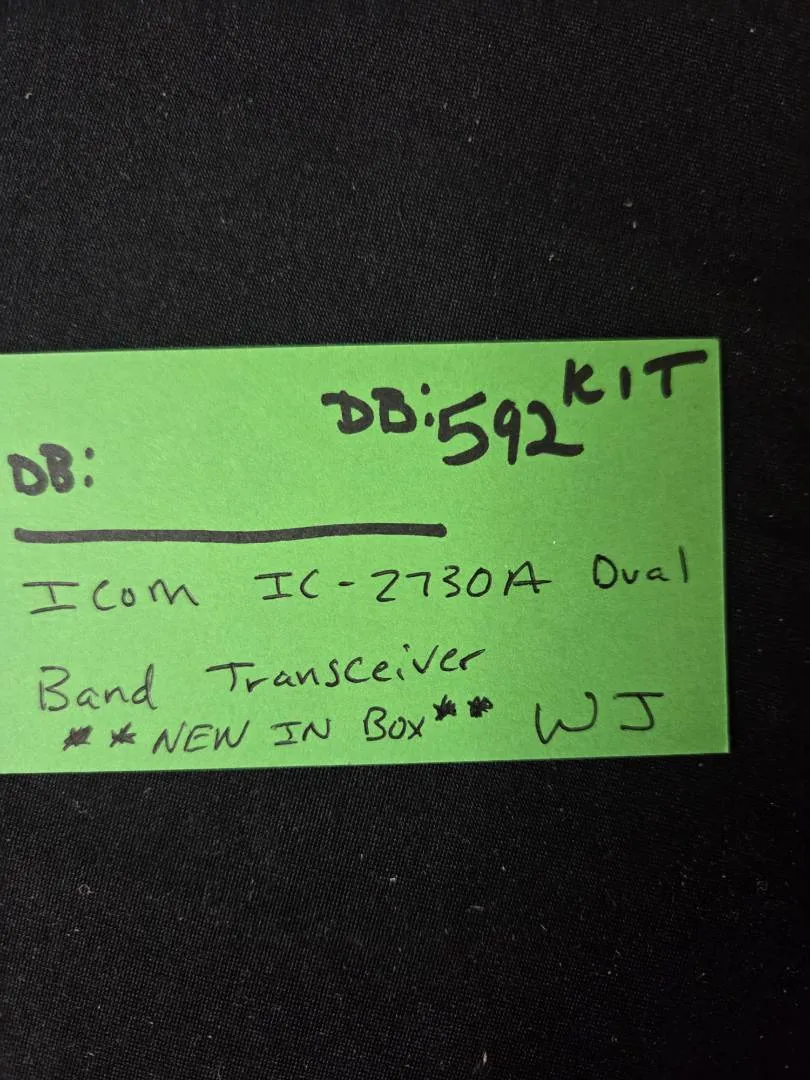 DB:592 KIT
DB:
Icom IC-2730A Dual
Band Transceiver
**NEW IN BOX** WJ